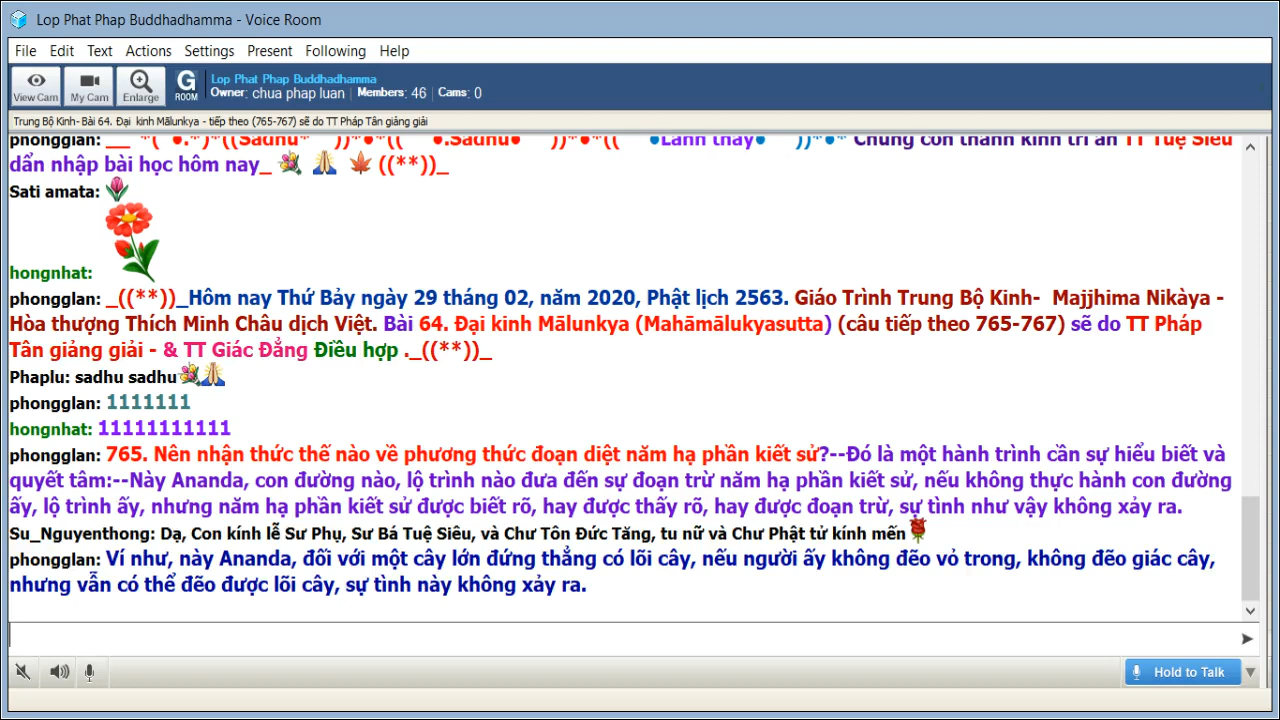 Lop Phat Phap Buddhadhamma - Voice Room
File Edit Text Actions Settings Present Following Help
View Cam My Cam Enlarge G ROOM Lop Phat Phap Buddhadhamma
Owner: chua phap luan | Members: 46 | Cams: 0
Trung Bộ Kinh- Bài 64. Đại kinh Mãlunkya - tiếp theo (765-767) sẽ do TT Pháp Tân giảng giải
phongglan: __ *(¨●.*)*((Sadhu* ))*●*(( ●.Sadhu● ))*●*(( ●Lành thay● ))*●* Chúng con thành kính tri ân TT Tuệ Siêu
dẩn nhập bài học hôm nay_ ((**))_
Sati amata:
hongnhat:
phongglan: _((**))_Hôm nay Thứ Bảy ngày 29 tháng 02, năm 2020, Phật lịch 2563. Giáo Trình Trung Bộ Kinh- Majjhima Nikàya -
Hòa thượng Thích Minh Châu dịch Việt. Bài 64. Đại kinh Mãlunkya (Mahāmālukyasutta) (câu tiếp theo 765-767) sẽ do TT Pháp
Tân giảng giải - & TT Giác Đẳng Điều hợp ._((**))_
Phaplu: sadhu sadhu
phongglan: 1111111
hongnhat: 11111111111
phongglan: 765. Nên nhận thức thế nào về phương thức đoạn diệt năm hạ phần kiết sử?--Đó là một hành trình cần sự hiểu biết và
quyết tâm:--Này Ananda, con đường nào, lộ trình nào đưa đến sự đoạn trừ năm hạ phần kiết sử, nếu không thực hành con đường
ấy, lộ trình ấy, nhưng năm hạ phần kiết sử được biết rõ, hay được thấy rõ, hay được đoạn trừ, sự tình như vậy không xảy ra.
Su_Nguyenthong: Dạ, Con kính lễ Sư Phụ, Sư Bá Tuệ Siêu, và Chư Tôn Đức Tăng, tu nữ và Chư Phật tử kính mến
phongglan: Ví như, này Ananda, đối với một cây lớn đứng thẳng có lõi cây, nếu người ấy không đẽo vỏ trong, không đẽo giác cây,
nhưng vẫn có thể đẽo được lõi cây, sự tình này không xảy ra.
Hold to Talk